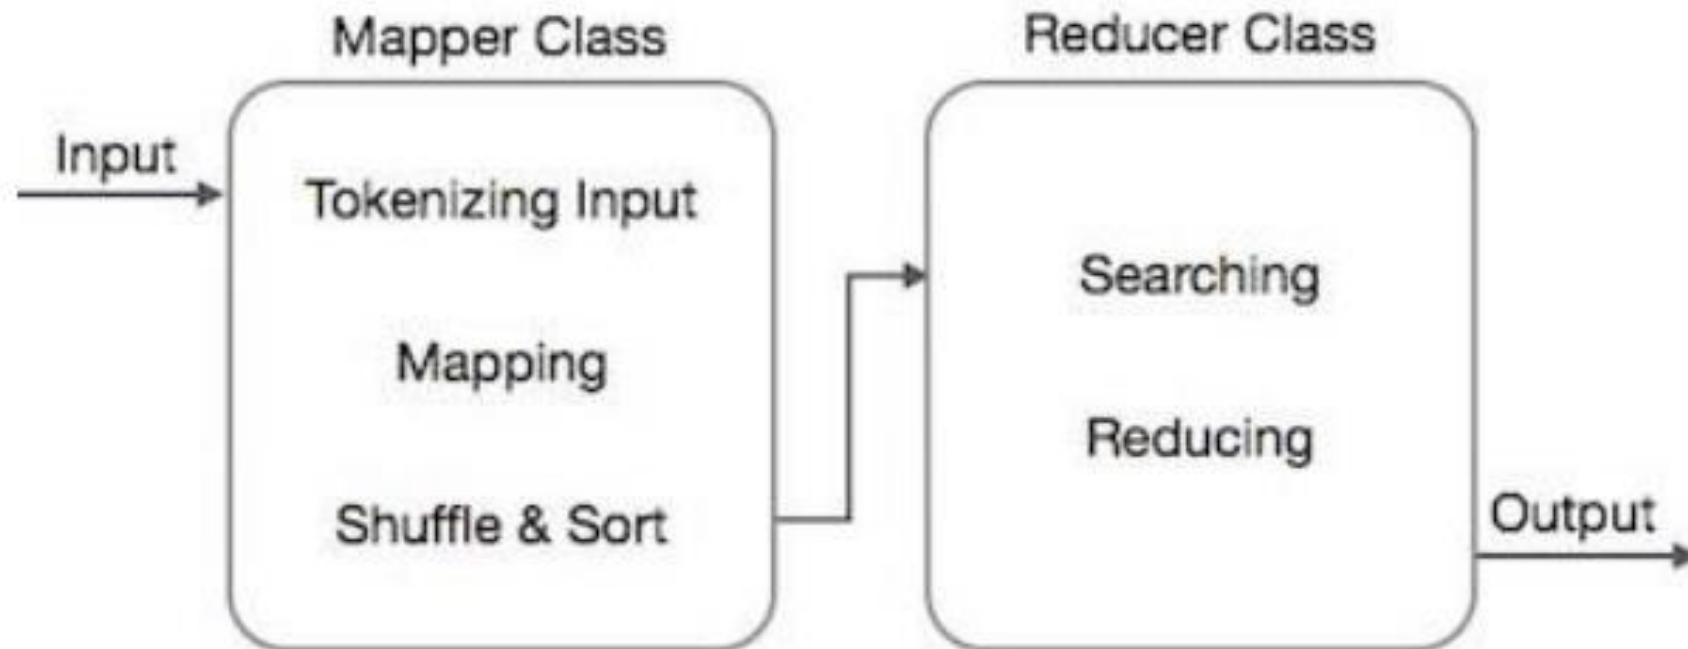 Mapper Class
Reducer Class
Input
Tokenizing Input
Mapping
Shuffle & Sort
Searching
Reducing
Output